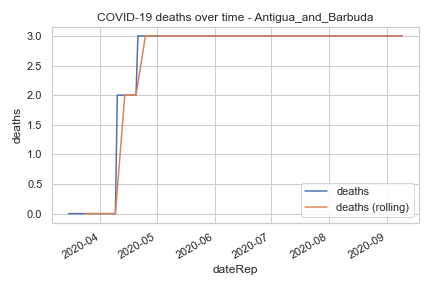 COVID-19 deaths over time - Antigua_and_Barbuda
3.0
2.5
2.0
1.5
1.0
0.5
0.0
deaths
deaths
deaths (rolling)
2020-04
2020-05
2020-06
2020-07
2020-08
2020-09
dateRep